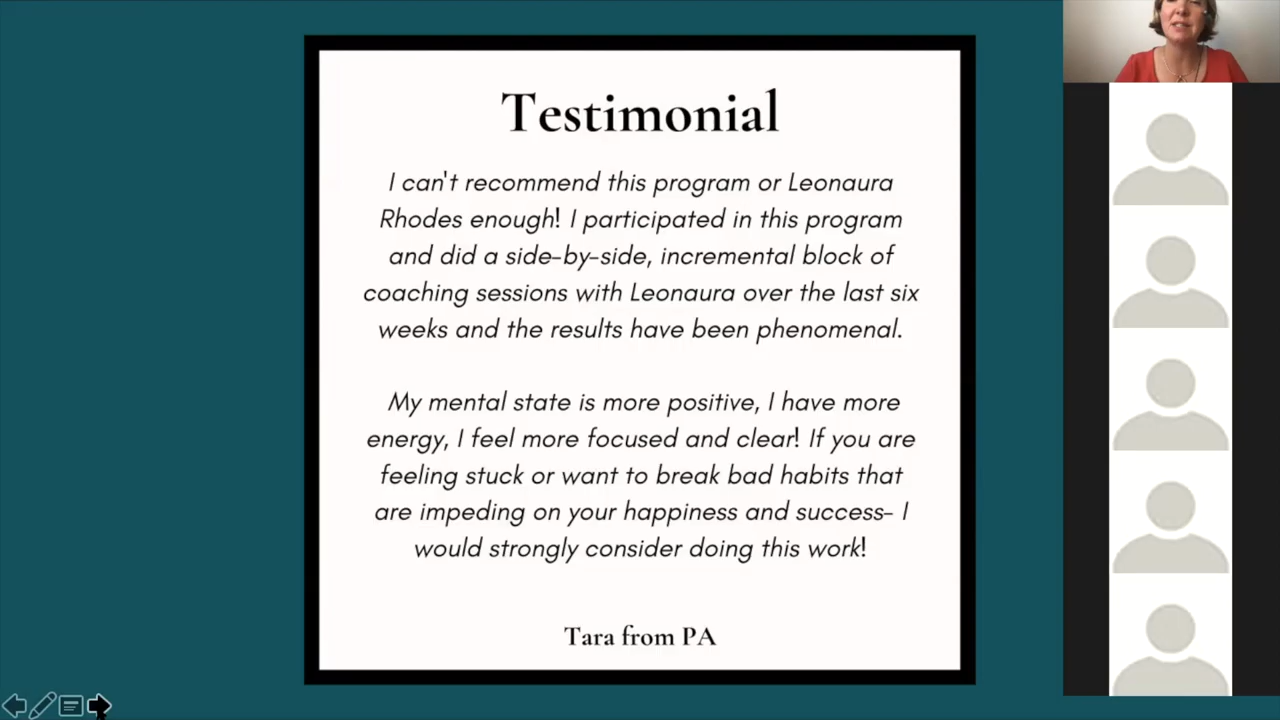 Testimonial
I can't recommend this program or Leonaura
Rhodes enough! I participated in this program
and did a side-by-side, incremental block of
coaching sessions with Leonaura over the last six
weeks and the results have been phenomenal.
My mental state is more positive, I have more
energy, I feel more focused and clear! If you are
feeling stuck or want to break bad habits that
are impeding on your happiness and success- I
would strongly consider doing this work!
Tara from PA